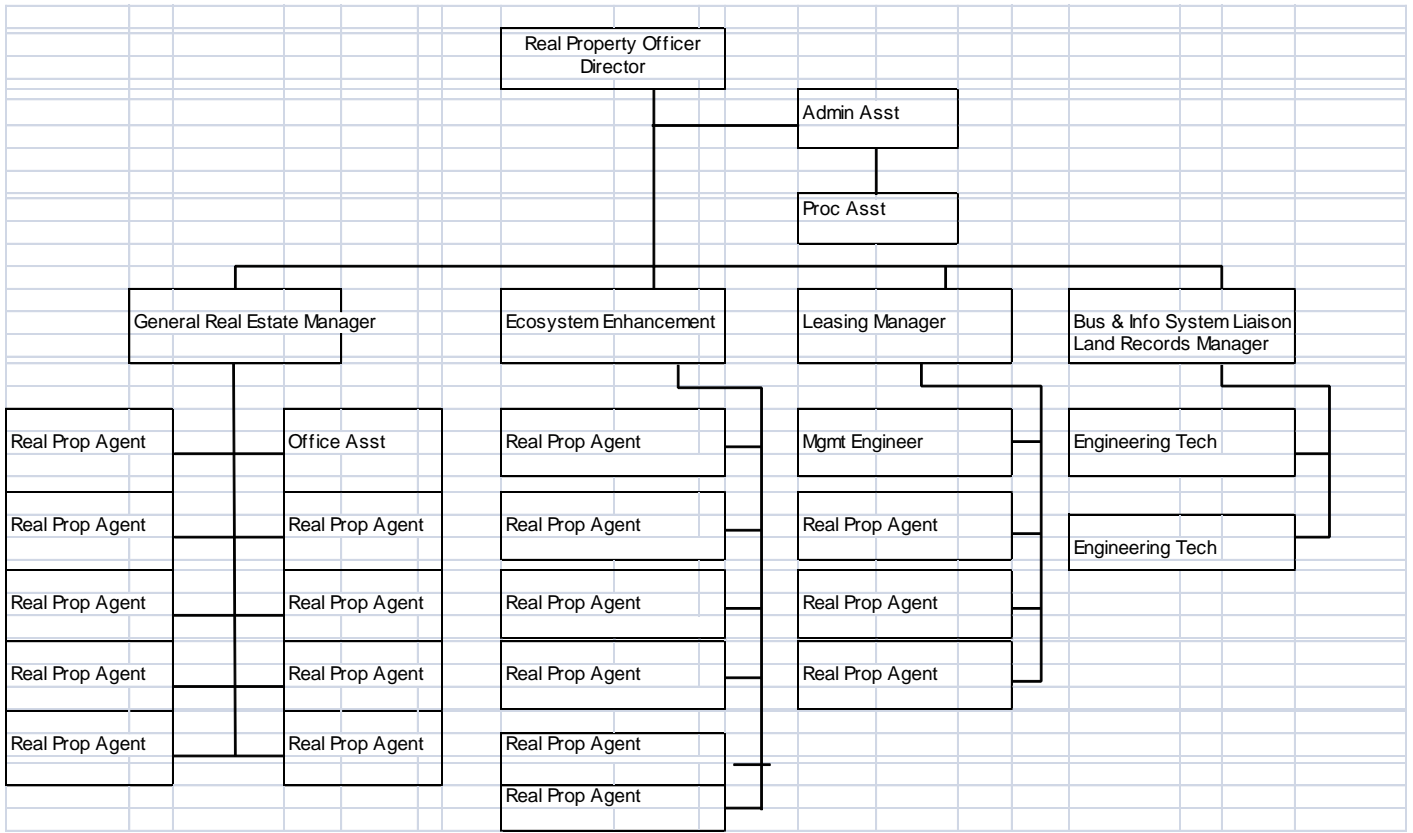 Real Property Officer
Director
Admin Asst
Proc Asst
General Real Estate Manager
Ecosystem Enhancement
Leasing Manager
Bus & Info System Liaison
Land Records Manager
Real Prop Agent
Office Asst
Real Prop Agent
Mgmt Engineer
Engineering Tech
Real Prop Agent
Real Prop Agent
Real Prop Agent
Real Prop Agent
Engineering Tech
Real Prop Agent
Real Prop Agent
Real Prop Agent
Real Prop Agent
Real Prop Agent
Real Prop Agent
Real Prop Agent
Real Prop Agent
Real Prop Agent
Real Prop Agent
Real Prop Agent
Real Prop Agent